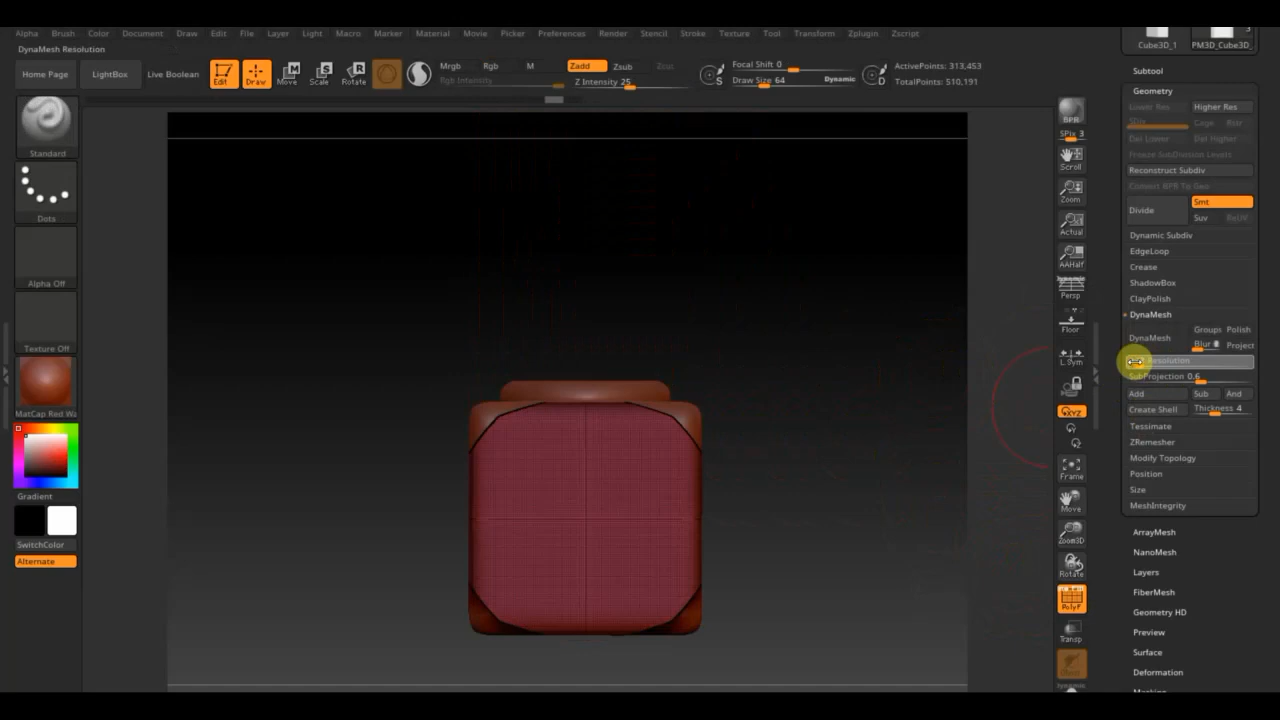 Alpha Brush Color Document Draw Edit File Layer Light Macro Marker Material Movie Picker Preferences Render Stencil Stroke Texture Tool Transform Zplugin Zscript
DynaMesh Resolution
Home Page LightBox Live Boolean Edit Draw Move Scale Rotate
Mrgb Rgb M Zadd Zsub Zcut
Rgb Intensity Z Intensity 25
Focal Shift 0
Draw Size 64 Dynamic
S D
ActivePoints: 313,453
TotalPoints: 510,191
Cube3D_1 PM3D_Cube3D_
Standard
Dots
Alpha Off
Texture Off
MatCap Red Wa
Gradient
SwitchColor
Alternate
BPR
SPix 3
Scroll
Zoom
Actual
AAHalf
Persp
Floor
L.Sym
XYZ
Frame
Move
Zoom3D
Rotate
PolyF
Transp
Dynamic
Subtool
Geometry
Lower Res Higher Res
SDiv Cage Rstr
Del Lower Del Higher
Freeze SubDivision Levels
Reconstruct Subdiv
Convert BPR To Geo
Divide Smt
Suv ReUV
Dynamic Subdiv
EdgeLoop
Crease
ShadowBox
ClayPolish
DynaMesh
DynaMesh Groups Polish
Blur Project
Resolution
SubProjection 0.6
Add Sub And
Create Shell Thickness 4
Tessimate
ZRemesher
Modify Topology
Position
Size
MeshIntegrity
ArrayMesh
NanoMesh
Layers
FiberMesh
Geometry HD
Preview
Surface
Deformation
Masking